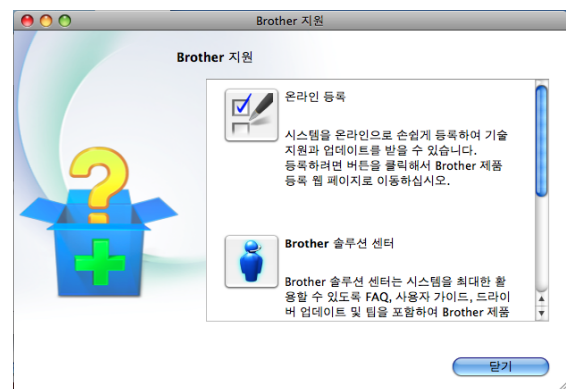 Brother 지원
Brother 지원
온라인 등록
시스템을 온라인으로 손쉽게 등록하여 기술
지원과 업데이트를 받을 수 있습니다.
등록하려면 버튼을 클릭해서 Brother 제품
등록 웹 페이지로 이동하십시오.
Brother 솔루션 센터
Brother 솔루션 센터는 시스템을 최대한 활
용할 수 있도록 FAQ, 사용자 가이드, 드라이
버 업데이트 및 팁을 포함하여 Brother 제품
닫기